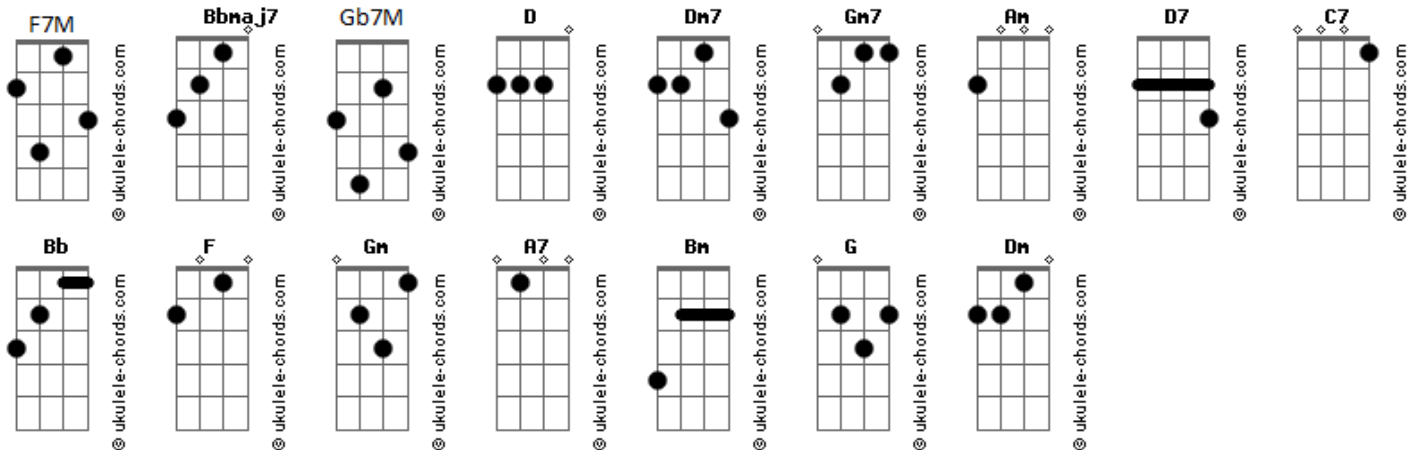 F7M Bbmaj7 Gb7M D Dm7 Gm7 Am D7 C7
© ukulele-chords.com © ukulele-chords.com © ukulele-chords.com © ukulele-chords.com © ukulele-chords.com © ukulele-chords.com © ukulele-chords.com © ukulele-chords.com © ukulele-chords.com
Bb F Gm A7 Bm G Dm
© ukulele-chords.com © ukulele-chords.com © ukulele-chords.com © ukulele-chords.com © ukulele-chords.com © ukulele-chords.com © ukulele-chords.com